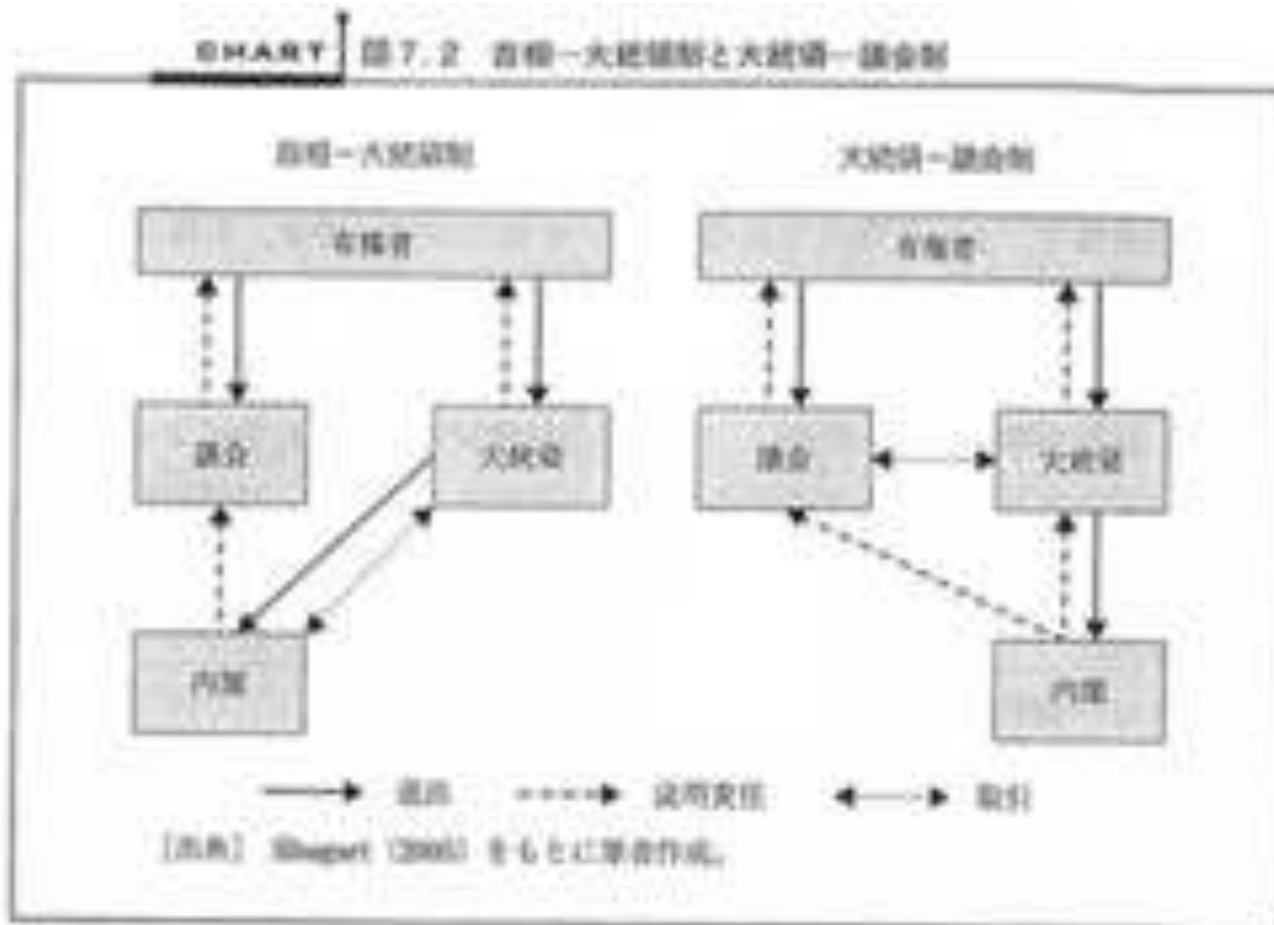 CHART 図7.2 首相－大統領制と大統領－議会制
首相－大統領制
大統領－議会制
有権者
有権者
議会
大統領
議会
大統領
内閣
内閣
選出 説明責任 取引
[出典] Shugart (2005) をもとに筆者作成。